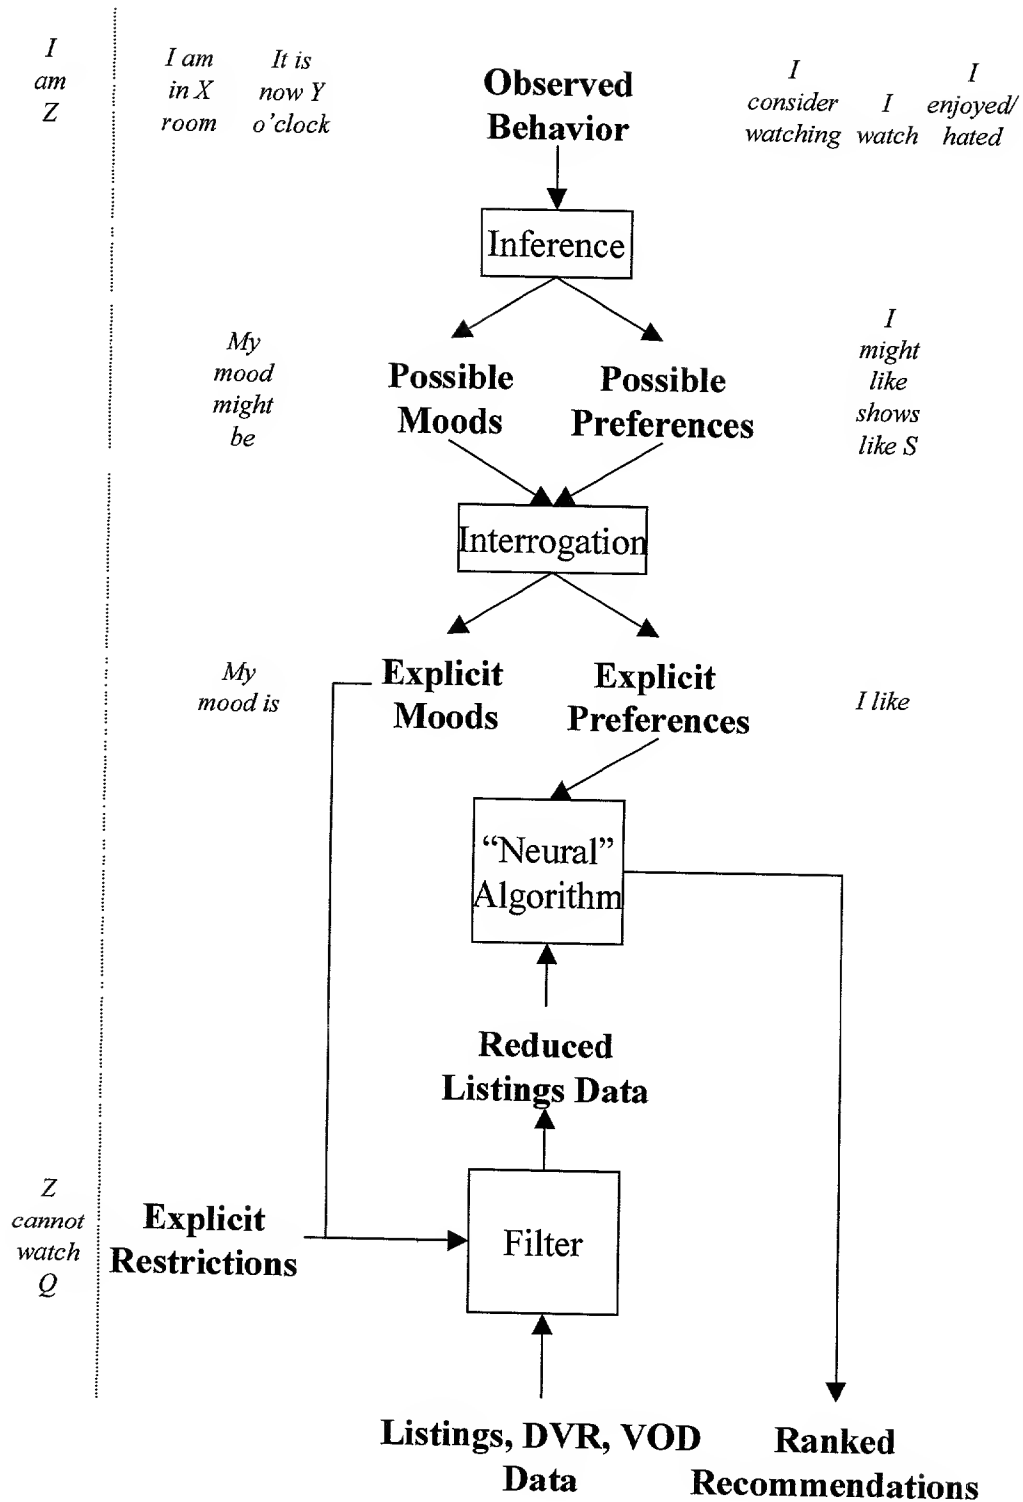 I
am
Z
I am
in X
room
It is
now Y
o'clock
Observed
Behavior
I
consider
watching
I
watch
I
enjoyed/
hated
Inference
My
mood
might
be
Possible
Moods
Possible
Preferences
I
might
like
shows
like S
Interrogation
My
mood is
Explicit
Moods
Explicit
Preferences
I like
“Neural”
Algorithm
Reduced
Listings Data
Z
cannot
watch
Q
Explicit
Restrictions
Filter
Listings, DVR, VOD
Data
Ranked
Recommendations